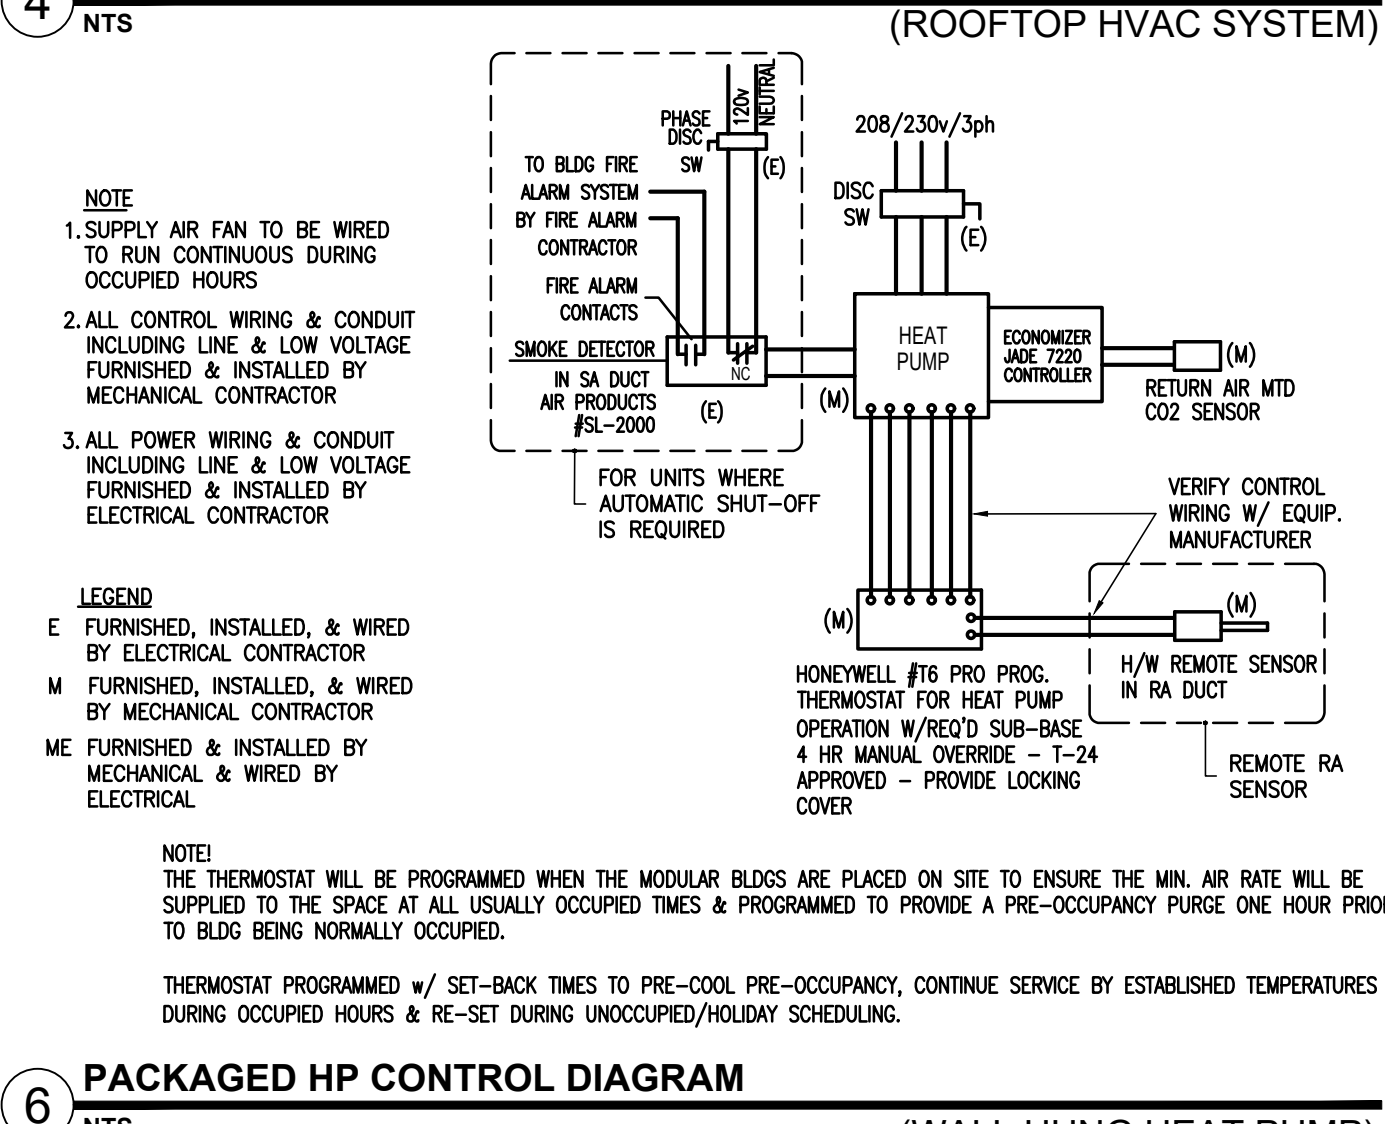 4
NTS
(ROOFTOP HVAC SYSTEM)
NOTE
1. SUPPLY AIR FAN TO BE WIRED
TO RUN CONTINUOUS DURING
OCCUPIED HOURS
2. ALL CONTROL WIRING & CONDUIT
INCLUDING LINE & LOW VOLTAGE
FURNISHED & INSTALLED BY
MECHANICAL CONTRACTOR
3. ALL POWER WIRING & CONDUIT
INCLUDING LINE & LOW VOLTAGE
FURNISHED & INSTALLED BY
ELECTRICAL CONTRACTOR
LEGEND
E FURNISHED, INSTALLED, & WIRED
BY ELECTRICAL CONTRACTOR
M FURNISHED, INSTALLED, & WIRED
BY MECHANICAL CONTRACTOR
ME FURNISHED & INSTALLED BY
MECHANICAL & WIRED BY
ELECTRICAL
120v
NEUTRAL
PHASE
DISC
SW
(E)
TO BLDG FIRE
ALARM SYSTEM
BY FIRE ALARM
CONTRACTOR
FIRE ALARM
CONTACTS
SMOKE DETECTOR
IN SA DUCT
AIR PRODUCTS
#SL-2000
NC
(E)
FOR UNITS WHERE
AUTOMATIC SHUT-OFF
IS REQUIRED
208/230v/3ph
DISC
SW
(E)
HEAT
PUMP
(M)
ECONOMIZER
JADE 7220
CONTROLLER
(M)
RETURN AIR MTD
CO2 SENSOR
VERIFY CONTROL
WIRING W/ EQUIP.
MANUFACTURER
(M)
(M)
H/W REMOTE SENSOR
IN RA DUCT
REMOTE RA
SENSOR
HONEYWELL #T6 PRO PROG.
THERMOSTAT FOR HEAT PUMP
OPERATION W/REQ'D SUB-BASE
4 HR MANUAL OVERRIDE - T-24
APPROVED - PROVIDE LOCKING
COVER
NOTE!
THE THERMOSTAT WILL BE PROGRAMMED WHEN THE MODULAR BLDGS ARE PLACED ON SITE TO ENSURE THE MIN. AIR RATE WILL BE
SUPPLIED TO THE SPACE AT ALL USUALLY OCCUPIED TIMES & PROGRAMMED TO PROVIDE A PRE-OCCUPANCY PURGE ONE HOUR PRIOR
TO BLDG BEING NORMALLY OCCUPIED.
THERMOSTAT PROGRAMMED w/ SET-BACK TIMES TO PRE-COOL PRE-OCCUPANCY, CONTINUE SERVICE BY ESTABLISHED TEMPERATURES
DURING OCCUPIED HOURS & RE-SET DURING UNOCCUPIED/HOLIDAY SCHEDULING.
6
PACKAGED HP CONTROL DIAGRAM
NTS
(WALL HUNG HEAT PUMP)